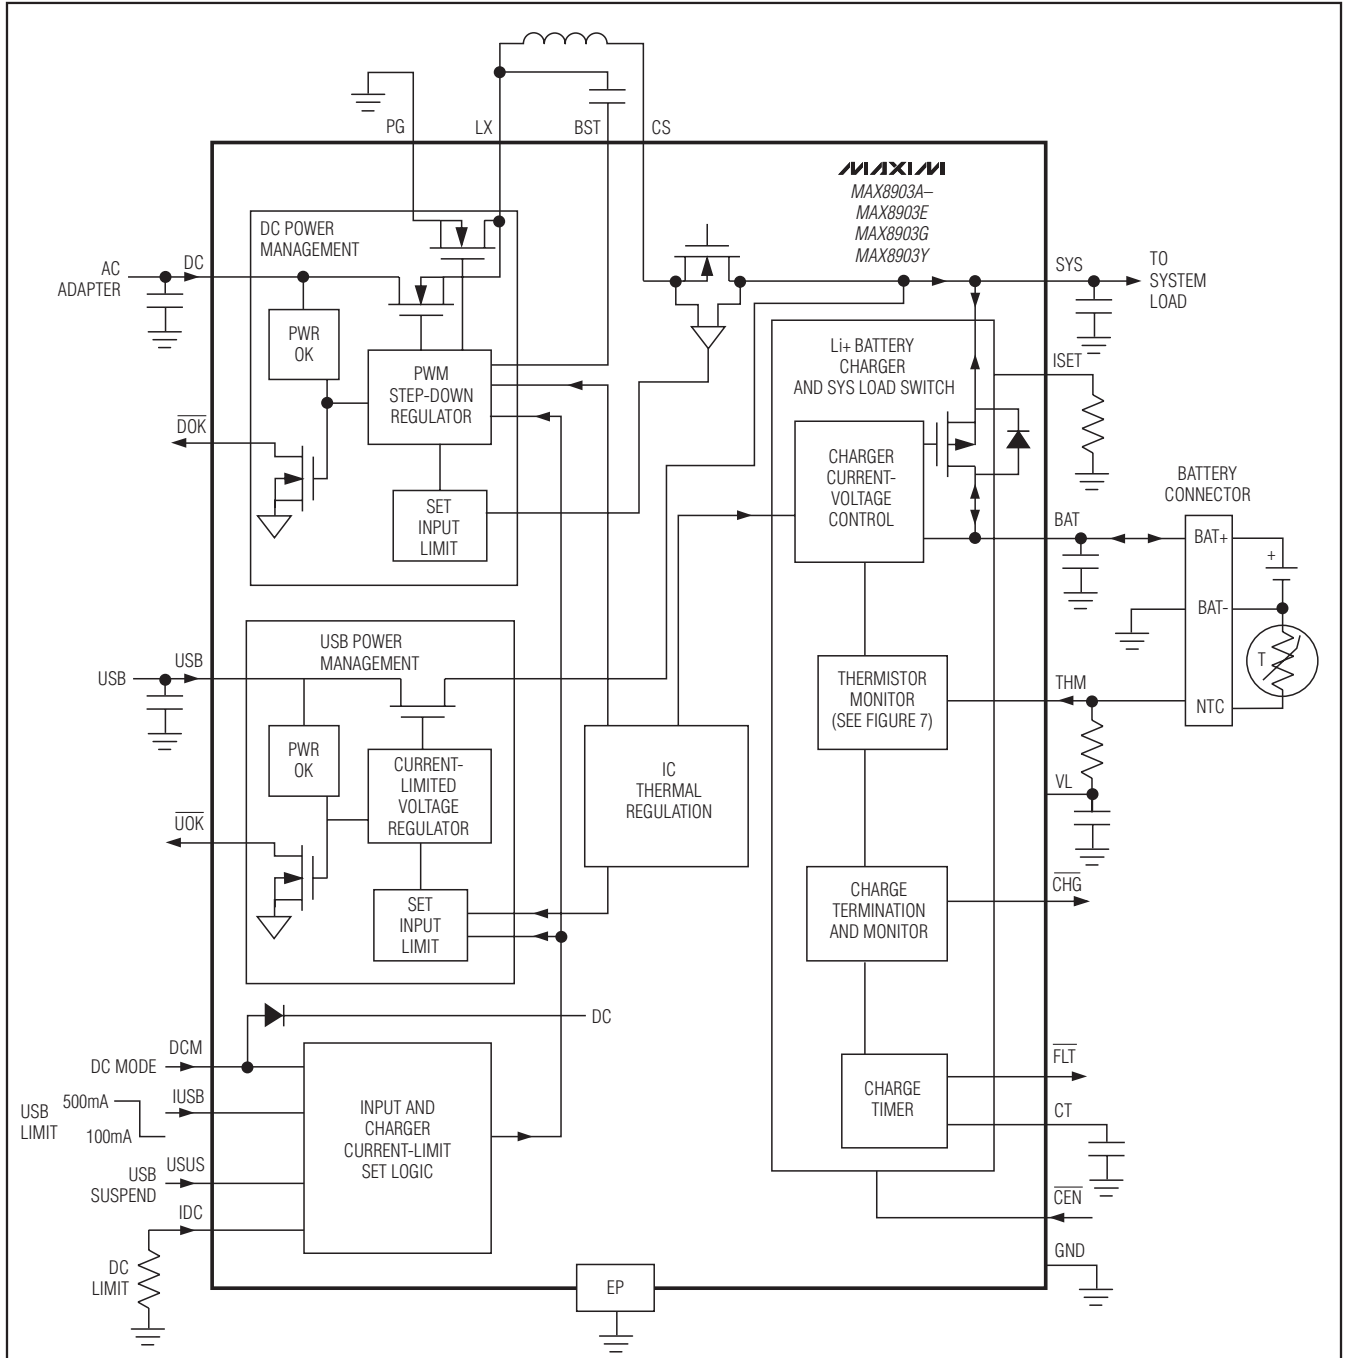 PG
LX
BST
CS
MAXIM
MAX8903A–
MAX8903E
MAX8903G
MAX8903Y
DC POWER
MANAGEMENT
AC
ADAPTER
DC
PWR
OK
PWM
STEP-DOWN
REGULATOR
DOK
SET
INPUT
LIMIT
SYS
TO
SYSTEM
LOAD
Li+ BATTERY
CHARGER
AND SYS LOAD SWITCH
ISET
CHARGER
CURRENT-
VOLTAGE
CONTROL
BATTERY
CONNECTOR
BAT
BAT+
+
BAT-
T
NTC
USB POWER
MANAGEMENT
USB
USB
PWR
OK
CURRENT-
LIMITED
VOLTAGE
REGULATOR
UOK
SET
INPUT
LIMIT
IC
THERMAL
REGULATION
THERMISTOR
MONITOR
(SEE FIGURE 7)
THM
VL
CHARGE
TERMINATION
AND MONITOR
CHG
DC
DC MODE
DCM
USB
LIMIT
500mA
100mA
IUSB
USB
SUSPEND
USUS
IDC
DC
LIMIT
INPUT AND
CHARGER
CURRENT-LIMIT
SET LOGIC
CHARGE
TIMER
FLT
CT
CEN
GND
EP